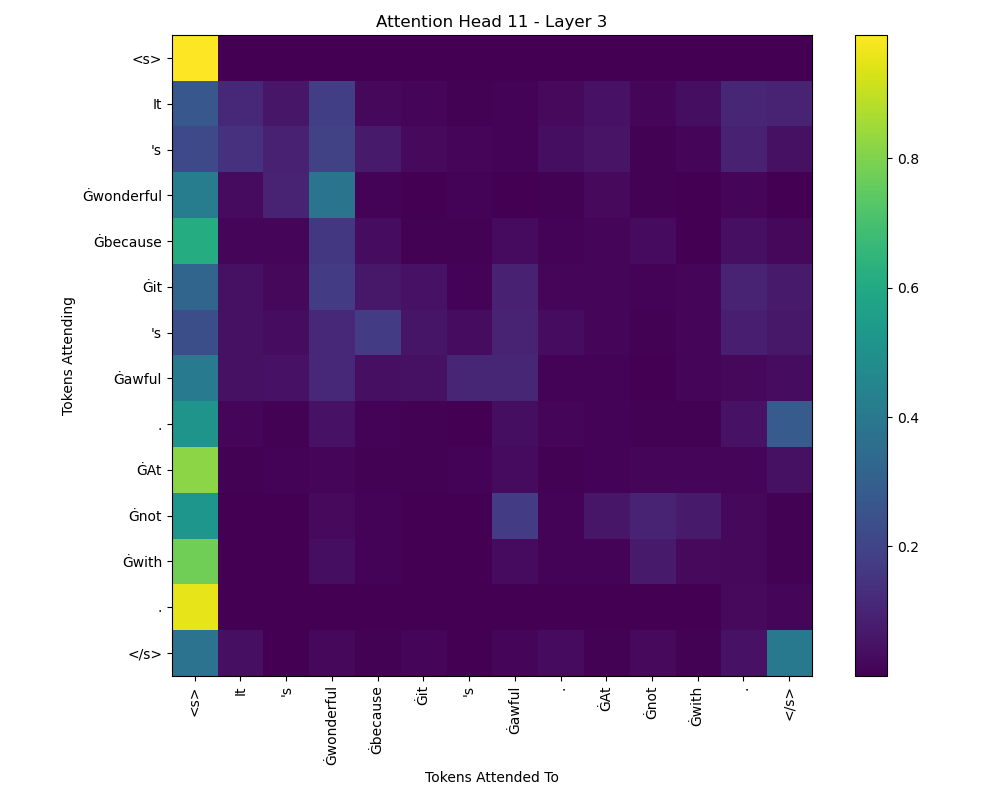 Attention Head 11 - Layer 3
Tokens Attending
<s>
It
's
Ġwonderful
Ġbecause
Ġit
's
Ġawful
.
ĠAt
Ġnot
Ġwith
.
</s>
<s>
It
's
Ġwonderful
Ġbecause
Ġit
's
Ġawful
.
ĠAt
Ġnot
Ġwith
.
</s>
Tokens Attended To
0.8
0.6
0.4
0.2